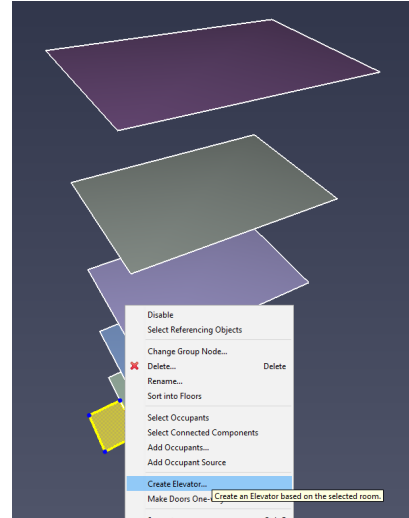 Disable
Select Referencing Objects
Change Group Node...
Delete... Delete
Rename...
Sort into Floors
Select Occupants
Select Connected Components
Add Occupants...
Add Occupant Source
Create Elevator...
Create an Elevator based on the selected room.
Make Doors One-